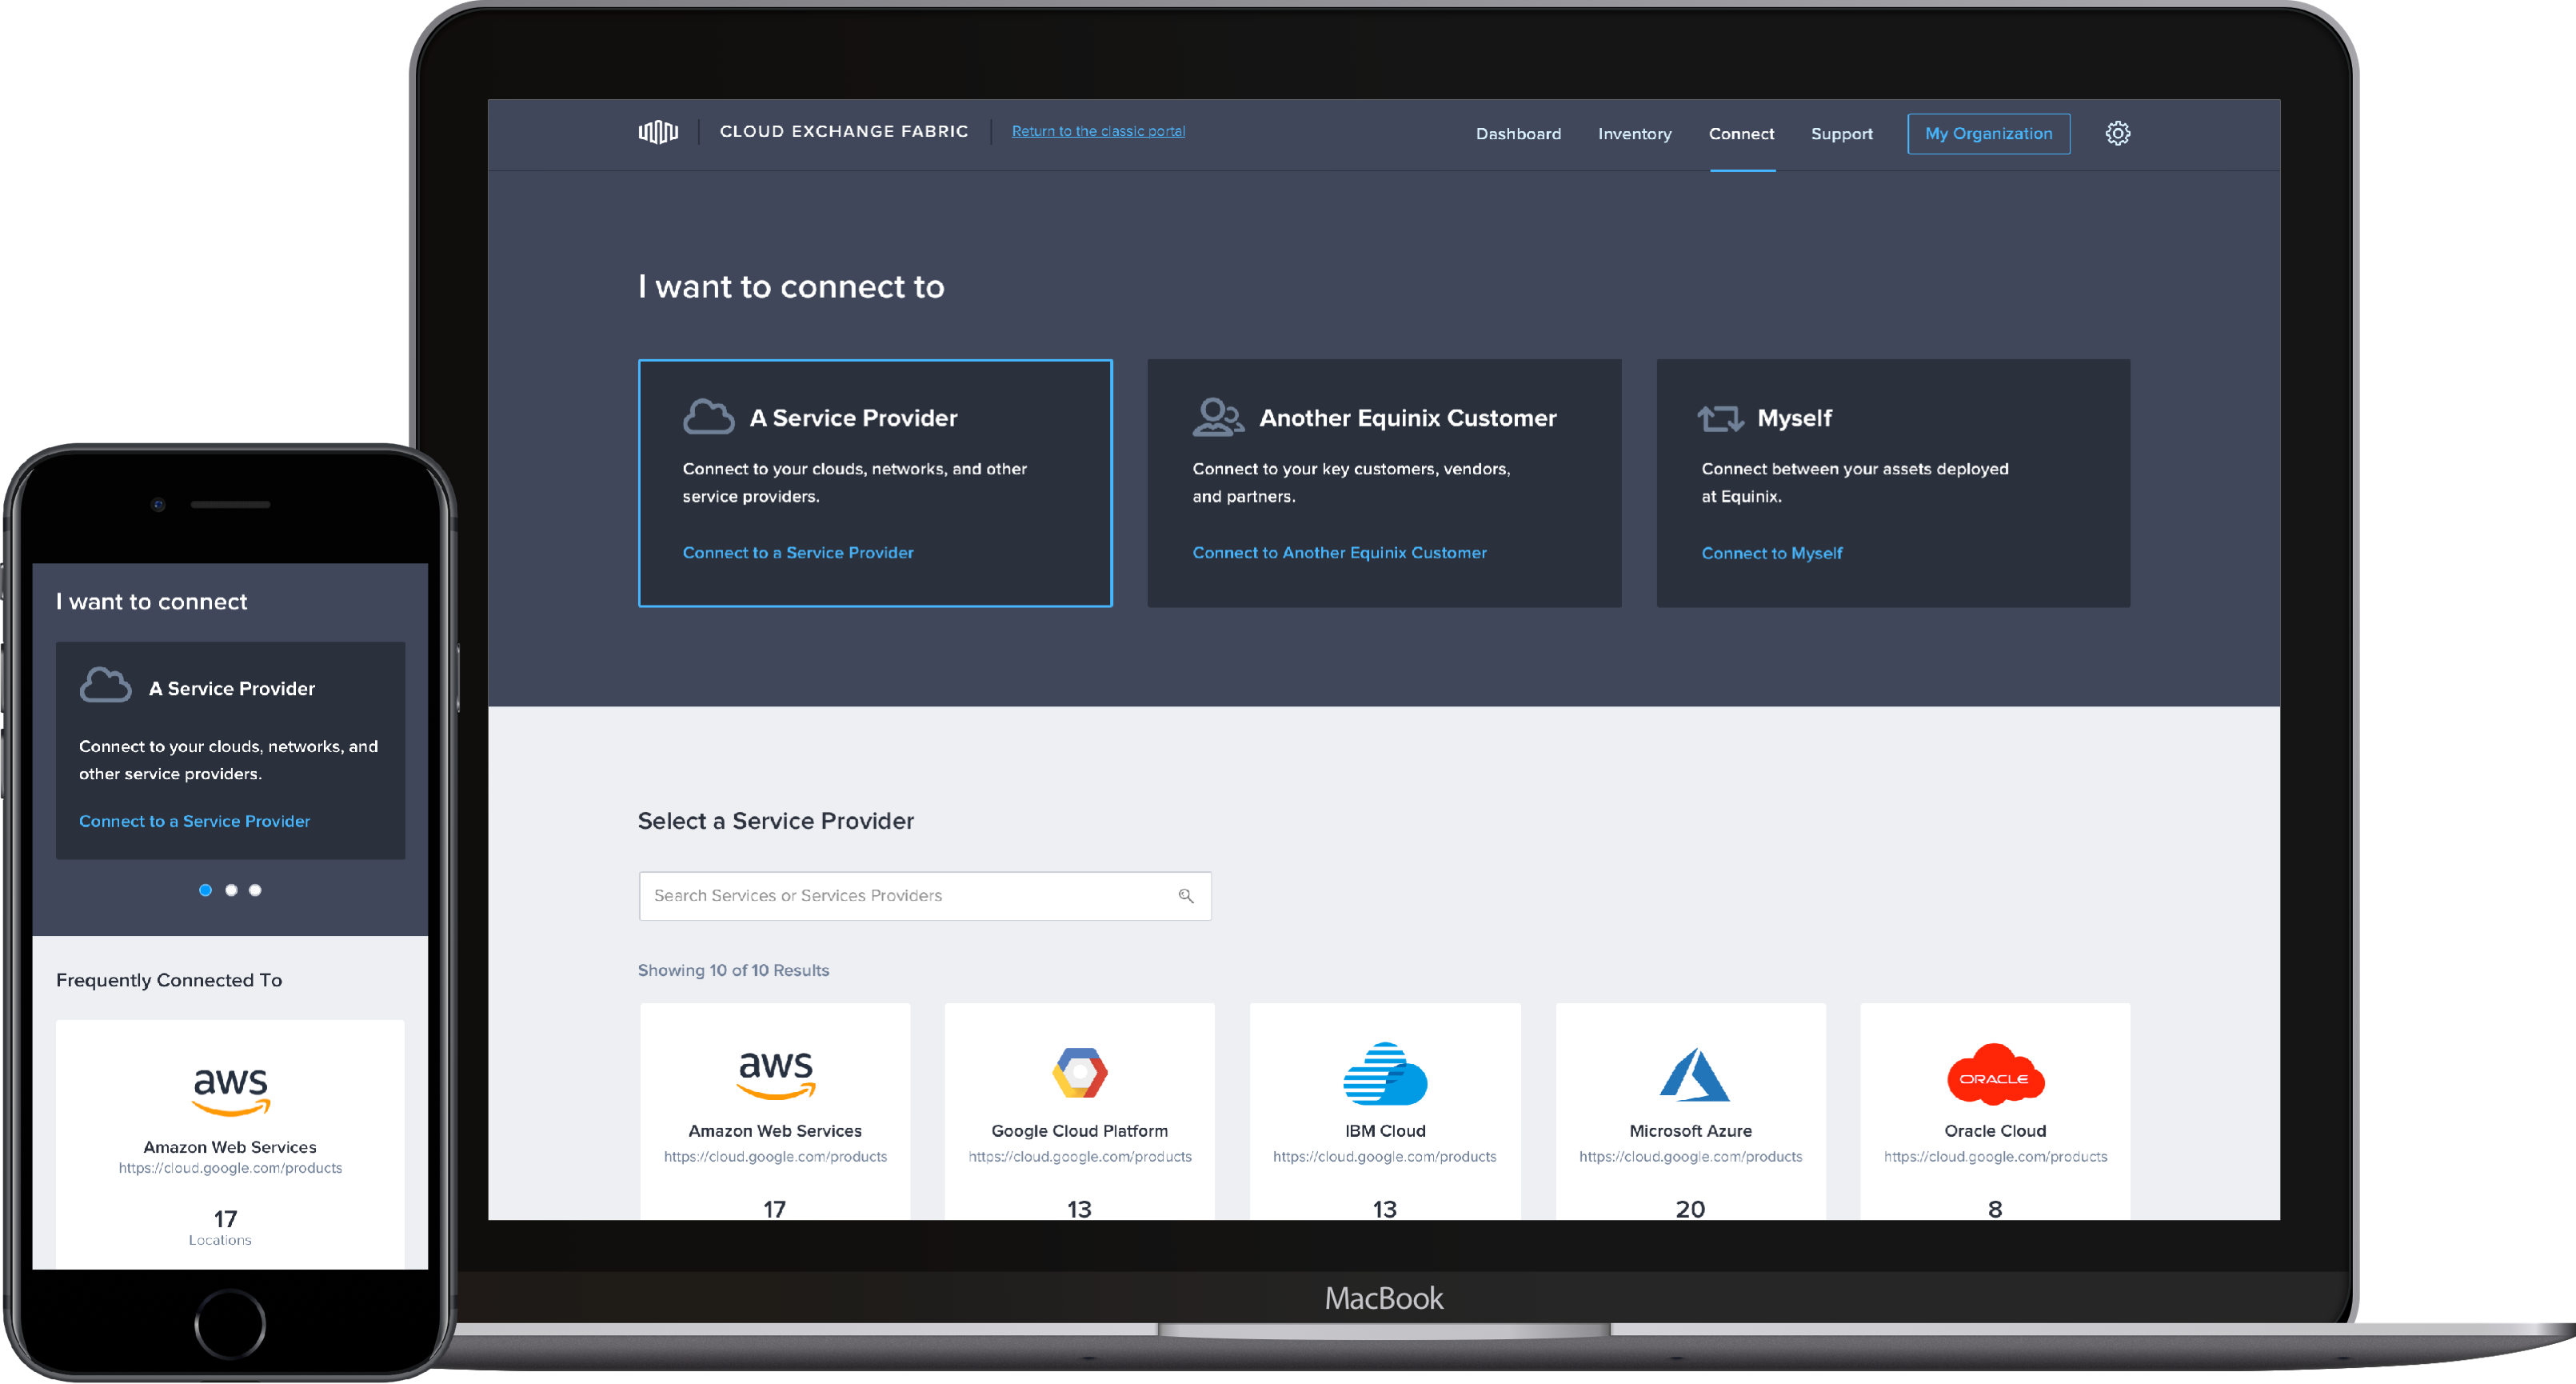 CLOUD EXCHANGE FABRIC
Return to the classic portal
Dashboard
Inventory
Connect
Support
My Organization
I want to connect to
A Service Provider
Connect to your clouds, networks, and other
service providers.
Connect to a Service Provider
Another Equinix Customer
Connect to your key customers, vendors,
and partners.
Connect to Another Equinix Customer
Myself
Connect between your assets deployed
at Equinix.
Connect to Myself
Select a Service Provider
Search Services or Services Providers
Showing 10 of 10 Results
aws
Amazon Web Services
https://cloud.google.com/products
17
Google Cloud Platform
https://cloud.google.com/products
13
IBM Cloud
https://cloud.google.com/products
13
Microsoft Azure
https://cloud.google.com/products
20
ORACLE
Oracle Cloud
https://cloud.google.com/products
8
MacBook
I want to connect
A Service Provider
Connect to your clouds, networks, and
other service providers.
Connect to a Service Provider
Frequently Connected To
aws
Amazon Web Services
https://cloud.google.com/products
17
Locations